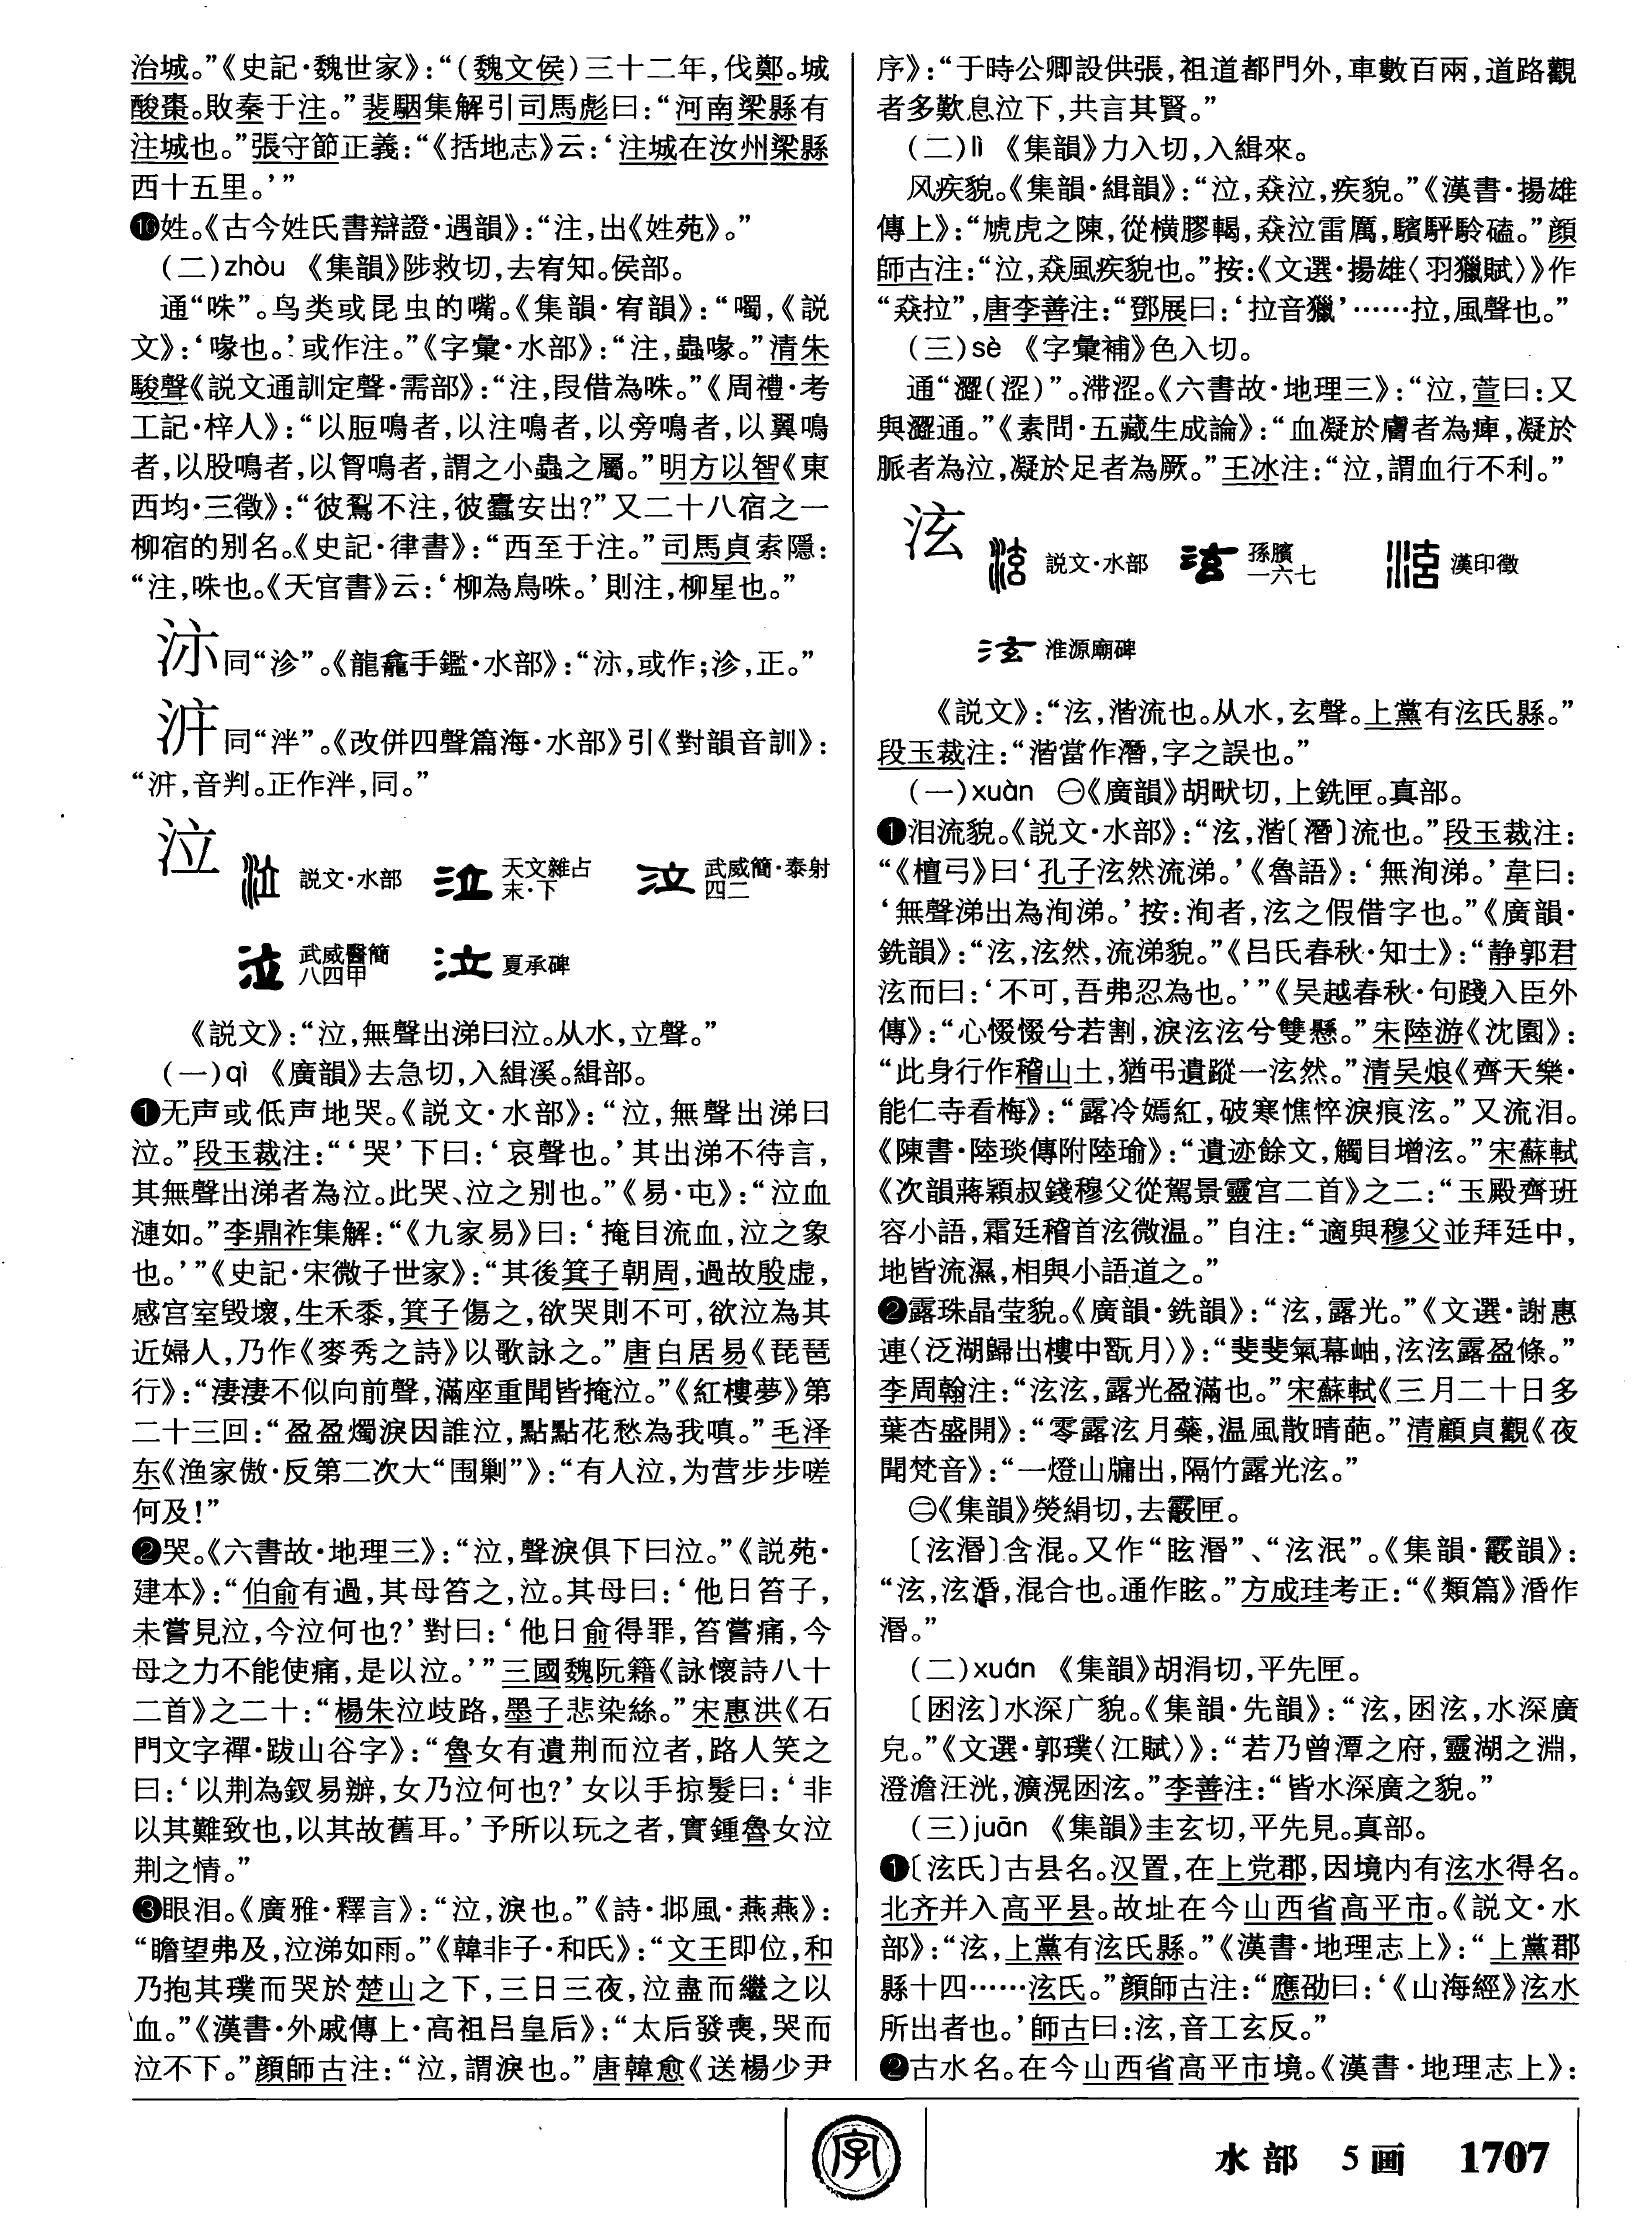 治城。”《史記·魏世家》：“（魏文侯）三十二年，伐鄭。城
酸棗。敗秦于注。”裴駰集解引司馬彪曰：“河南梁縣有
注城也。”張守節正義：“《括地志》云：‘注城在汝州梁縣
西十五里。’”
❿姓。《古今姓氏書辯證·遇韻》：“注，出《姓苑》。”
（二）zhòu 《集韻》陟救切，去宥知。侯部。
通“咮”。鸟类或昆虫的嘴。《集韻·宥韻》：“噣，《説
文》：‘喙也。’或作注。”《字彙·水部》：“注，蟲喙。”清朱
駿聲《説文通訓定聲·需部》：“注，叚借為咮。”《周禮·考
工記·梓人》：“以脰鳴者，以注鳴者，以旁鳴者，以翼鳴
者，以股鳴者，以胷鳴者，謂之小蟲之屬。”明方以智《東
西均·三徵》：“彼鴷不注，彼蠹安出？”又二十八宿之一
柳宿的别名。《史記·律書》：“西至于注。”司馬貞索隱：
“注，咮也。《天官書》云：‘柳為鳥咮。’則注，柳星也。”
沵同“沴”。《龍龕手鑑·水部》：“沵，或作；沴，正。”
汧同“泮”。《改併四聲篇海·水部》引《對韻音訓》：
“汧，音判。正作泮，同。”
泣 説文·水部 天文雜占末·下 武威簡·泰射四二
武威醫簡八四甲 夏承碑
《説文》：“泣，無聲出涕曰泣。从水，立聲。”
（一）qì 《廣韻》去急切，入緝溪。緝部。
❶无声或低声地哭。《説文·水部》：“泣，無聲出涕曰
泣。”段玉裁注：“‘哭’下曰：‘哀聲也。’其出涕不待言，
其無聲出涕者為泣。此哭、泣之别也。”《易·屯》：“泣血
漣如。”李鼎祚集解：“《九家易》曰：‘掩目流血，泣之象
也。’”《史記·宋微子世家》：“其後箕子朝周，過故殷虚，
感宫室毁壞，生禾黍，箕子傷之，欲哭則不可，欲泣為其
近婦人，乃作《麥秀之詩》以歌詠之。”唐白居易《琵琶
行》：“淒淒不似向前聲，滿座重聞皆掩泣。”《紅樓夢》第
二十三回：“盈盈燭淚因誰泣，點點花愁為我嗔。”毛泽
东《渔家傲·反第二次大“围剿”》：“有人泣，为营步步嗟
何及！”
❷哭。《六書故·地理三》：“泣，聲淚俱下曰泣。”《説苑·
建本》：“伯俞有過，其母笞之，泣。其母曰：‘他日笞子，
未嘗見泣，今泣何也？’對曰：‘他日俞得罪，笞嘗痛，今
母之力不能使痛，是以泣。’”三國魏阮籍《詠懷詩八十
二首》之二十：“楊朱泣歧路，墨子悲染絲。”宋惠洪《石
門文字禪·跋山谷字》：“魯女有遺荆而泣者，路人笑之
曰：‘以荆為釵易辦，女乃泣何也？’女以手掠髮曰：‘非
以其難致也，以其故舊耳。’予所以玩之者，實鍾魯女泣
荆之情。”
❸眼泪。《廣雅·釋言》：“泣，淚也。”《詩·邶風·燕燕》：
“瞻望弗及，泣涕如雨。”《韓非子·和氏》：“文王即位，和
乃抱其璞而哭於楚山之下，三日三夜，泣盡而繼之以
血。”《漢書·外戚傳上·高祖吕皇后》：“太后發喪，哭而
泣不下。”顔師古注：“泣，謂淚也。”唐韓愈《送楊少尹
序》：“于時公卿設供張，祖道都門外，車數百兩，道路觀
者多歎息泣下，共言其賢。”
（二）lì 《集韻》力入切，入緝來。
风疾貌。《集韻·緝韻》：“泣，猋泣，疾貌。”《漢書·揚雄
傳上》：“虓虎之陳，從横膠輵，猋泣雷厲，驞駍駖磕。”顔
師古注：“泣，猋風疾貌也。”按：《文選·揚雄〈羽獵賦〉》作
“猋拉”，唐李善注：“鄧展曰：‘拉音獵’……拉，風聲也。”
（三）sè 《字彙補》色入切。
通“澀（涩）”。滞涩。《六書故·地理三》：“泣，萱曰：又
與澀通。”《素問·五藏生成論》：“血凝於膚者為痺，凝於
脈者為泣，凝於足者為厥。”王冰注：“泣，謂血行不利。”
泫 説文·水部 孫臏一六七 漢印徵
淮源廟碑
《説文》：“泫，湝流也。从水，玄聲。上黨有泫氏縣。”
段玉裁注：“湝當作潛，字之誤也。”
（一）xuàn ㊀《廣韻》胡畎切，上銑匣。真部。
❶泪流貌。《説文·水部》：“泫，湝〔潛〕流也。”段玉裁注：
“《檀弓》曰‘孔子泫然流涕。’《魯語》：‘無洵涕。’韋曰：
‘無聲涕出為洵涕。’按：洵者，泫之假借字也。”《廣韻·
銑韻》：“泫，泫然，流涕貌。”《吕氏春秋·知士》：“静郭君
泫而曰：‘不可，吾弗忍為也。’”《吴越春秋·句踐入臣外
傳》：“心惙惙兮若割，淚泫泫兮雙懸。”宋陸游《沈園》：
“此身行作稽山土，猶弔遺蹤一泫然。”清吴烺《齊天樂·
能仁寺看梅》：“露冷嫣紅，破寒憔悴淚痕泫。”又流泪。
《陳書·陸琰傳附陸瑜》：“遺迹餘文，觸目增泫。”宋蘇軾
《次韻蔣穎叔錢穆父從駕景靈宫二首》之二：“玉殿齊班
容小語，霜廷稽首泫微温。”自注：“適與穆父並拜廷中，
地皆流濕，相與小語道之。”
❷露珠晶莹貌。《廣韻·銑韻》：“泫，露光。”《文選·謝惠
連〈泛湖歸出樓中翫月〉》：“斐斐氣幕岫，泫泫露盈條。”
李周翰注：“泫泫，露光盈滿也。”宋蘇軾《三月二十日多
葉杏盛開》：“零露泫月蘂，温風散晴葩。”清顧貞觀《夜
聞梵音》：“一燈山牖出，隔竹露光泫。”
㊁《集韻》熒絹切，去霰匣。
〔泫潪〕含混。又作“眩湣”、“泫泯”。《集韻·霰韻》：
“泫，泫涽，混合也。通作眩。”方成珪考正：“《類篇》涽作
湣。”
（二）xuán 《集韻》胡涓切，平先匣。
〔困泫〕水深广貌。《集韻·先韻》：“泫，困泫，水深廣
皃。”《文選·郭璞〈江賦〉》：“若乃曾潭之府，靈湖之淵，
澄澹汪洸，瀇滉困泫。”李善注：“皆水深廣之貌。”
（三）juān 《集韻》圭玄切，平先見。真部。
❶〔泫氏〕古县名。汉置，在上党郡，因境内有泫水得名。
北齐并入高平县。故址在今山西省高平市。《説文·水
部》：“泫，上黨有泫氏縣。”《漢書·地理志上》：“上黨郡
縣十四……泫氏。”顔師古注：“應劭曰：‘《山海經》泫水
所出者也。’師古曰：泫，音工玄反。”
❷古水名。在今山西省高平市境。《漢書·地理志上》：
字
水部 5画 1707